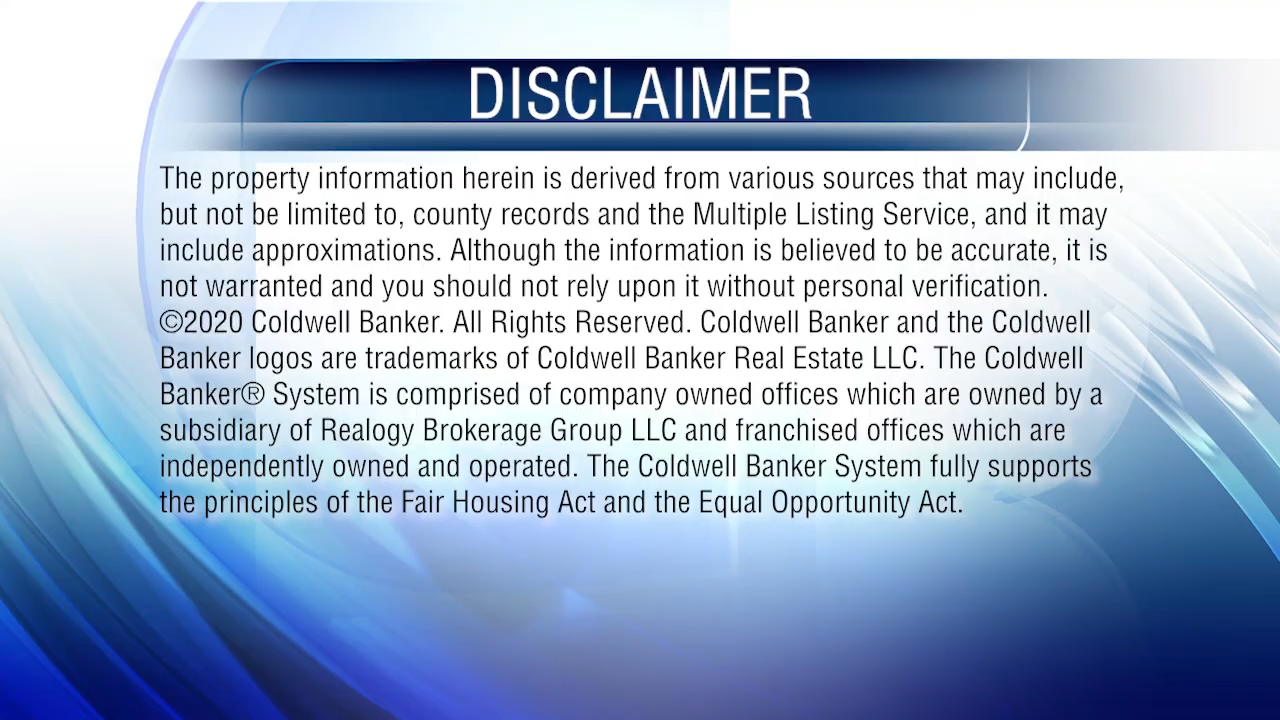 DISCLAIMER
The property information herein is derived from various sources that may include,
but not be limited to, county records and the Multiple Listing Service, and it may
include approximations. Although the information is believed to be accurate, it is
not warranted and you should not rely upon it without personal verification.
©2020 Coldwell Banker. All Rights Reserved. Coldwell Banker and the Coldwell
Banker logos are trademarks of Coldwell Banker Real Estate LLC. The Coldwell
Banker® System is comprised of company owned offices which are owned by a
subsidiary of Realogy Brokerage Group LLC and franchised offices which are
independently owned and operated. The Coldwell Banker System fully supports
the principles of the Fair Housing Act and the Equal Opportunity Act.